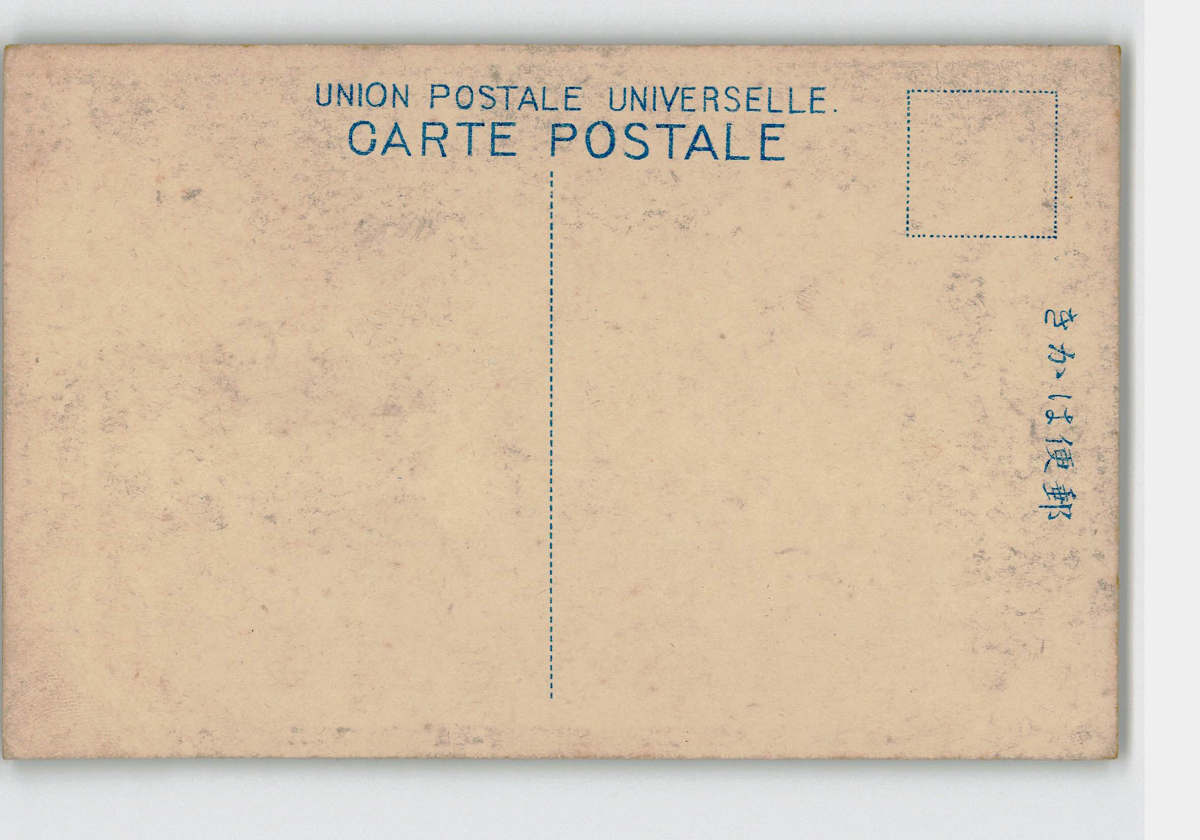 UNION POSTALE UNIVERSELLE.
CARTE POSTALE
きかは便郵